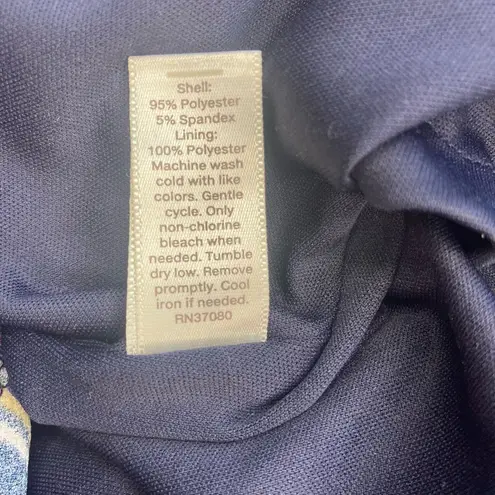 Shell:
95% Polyester
5% Spandex
Lining:
100% Polyester
Machine wash
cold with like
colors. Gentle
cycle. Only
non-chlorine
bleach when
needed. Tumble
dry low. Remove
promptly. Cool
iron if needed.
RN37080